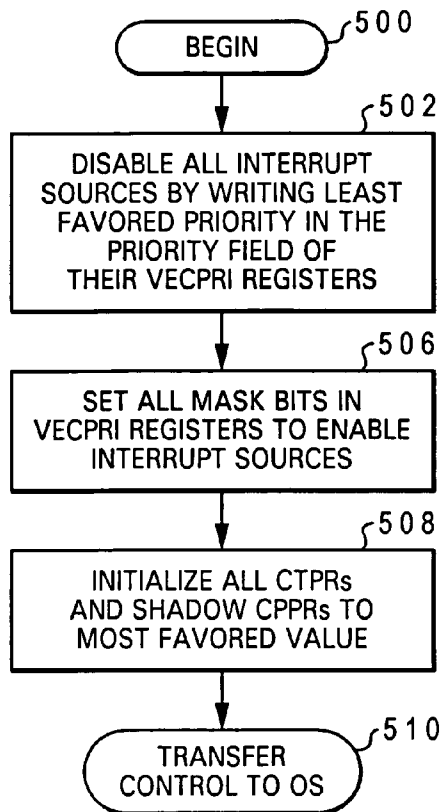 BEGIN
500
502
DISABLE ALL INTERRUPT
SOURCES BY WRITING LEAST
FAVORED PRIORITY IN THE
PRIORITY FIELD OF
THEIR VECPRI REGISTERS
506
SET ALL MASK BITS IN
VECPRI REGISTERS TO ENABLE
INTERRUPT SOURCES
508
INITIALIZE ALL CTPRs
AND SHADOW CPPRs TO
MOST FAVORED VALUE
510
TRANSFER
CONTROL TO OS